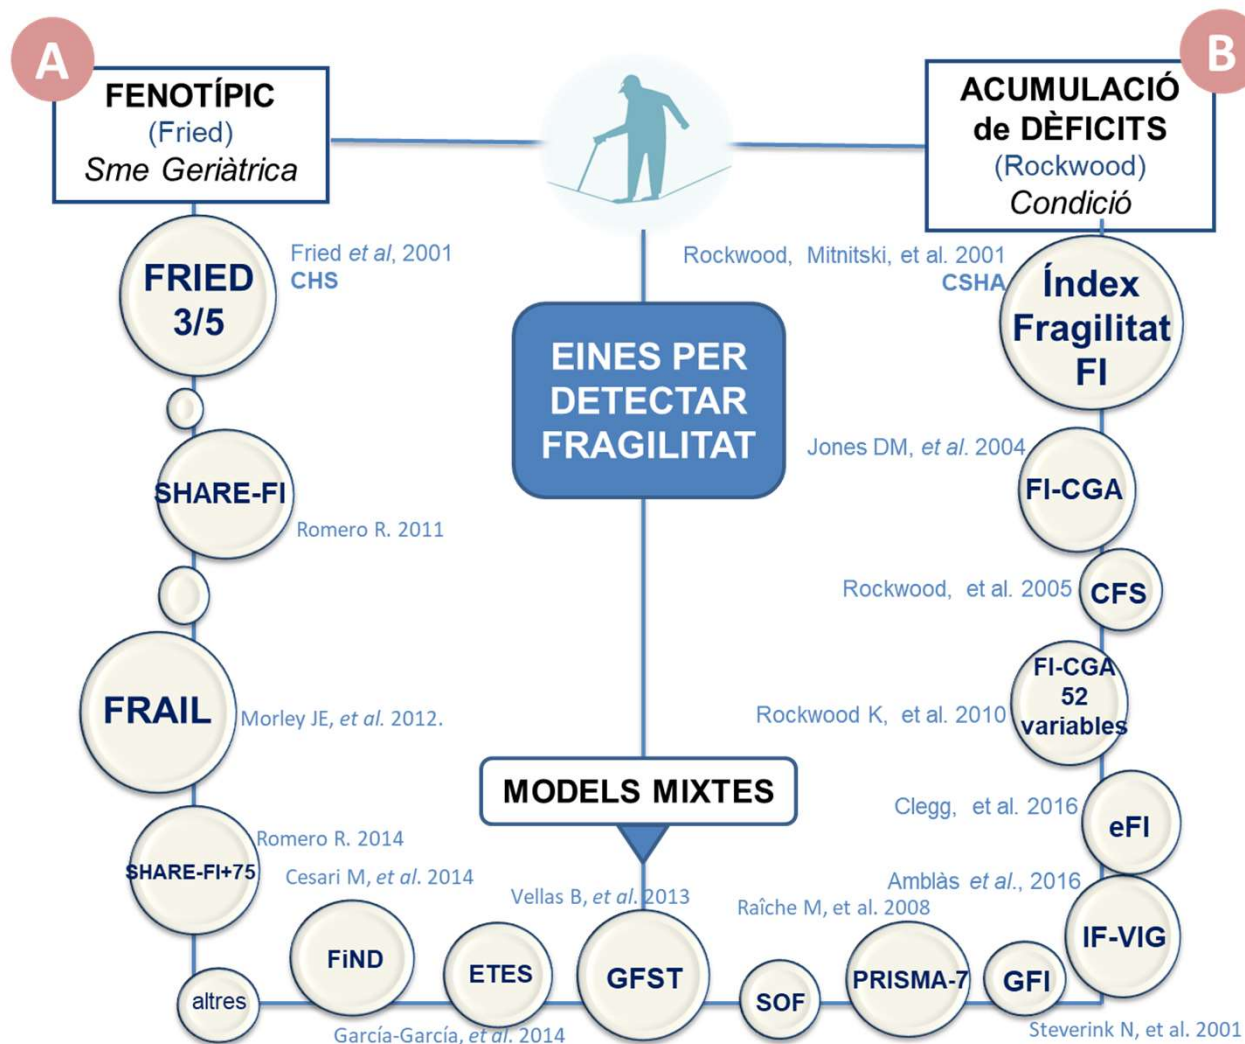 A
FENOTÍPIC
(Fried)
Sme Geriàtrica
B
ACUMULACIÓ
de DÈFICITS
(Rockwood)
Condició
FRIED
3/5
Fried et al, 2001
CHS
SHARE-FI
Romero R. 2011
FRAIL
Morley JE, et al. 2012.
SHARE-FI+75
Romero R. 2014
altres
EINES PER
DETECTAR
FRAGILITAT
MODELS MIXTES
Cesari M, et al. 2014
FiND
ETES
García-García, et al. 2014
Vellas B, et al. 2013
GFST
SOF
Raîche M, et al. 2008
PRISMA-7
GFI
Steverink N, et al. 2001
Rockwood, Mitnitski, et al. 2001
CSHA
Índex
Fragilitat
FI
Jones DM, et al. 2004
FI-CGA
Rockwood, et al. 2005
CFS
Rockwood K, et al. 2010
FI-CGA
52
variables
Clegg, et al. 2016
eFI
Amblàs et al., 2016
IF-VIG